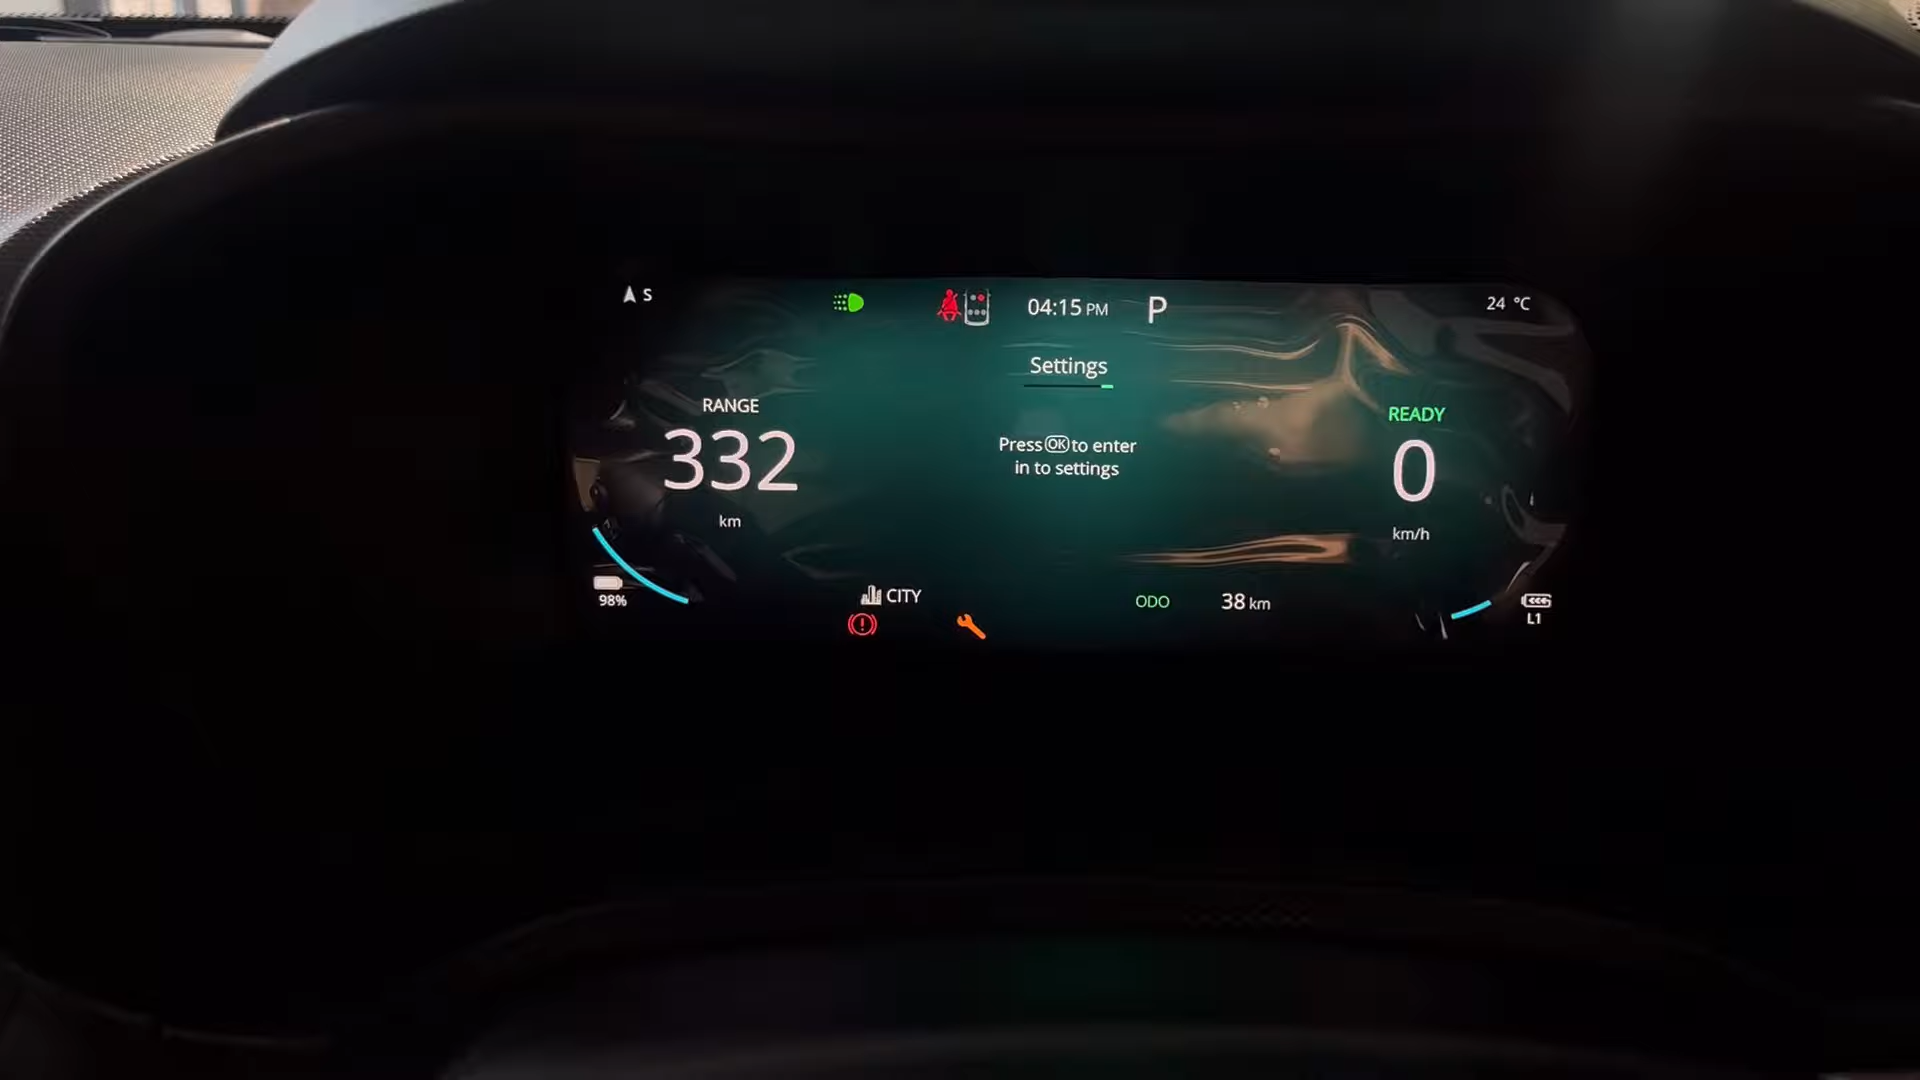 S
04:15 PM
P
24 °C
Settings
RANGE
332
km
Press OK to enter
in to settings
READY
0
km/h
98%
CITY
ODO
38 km
L1